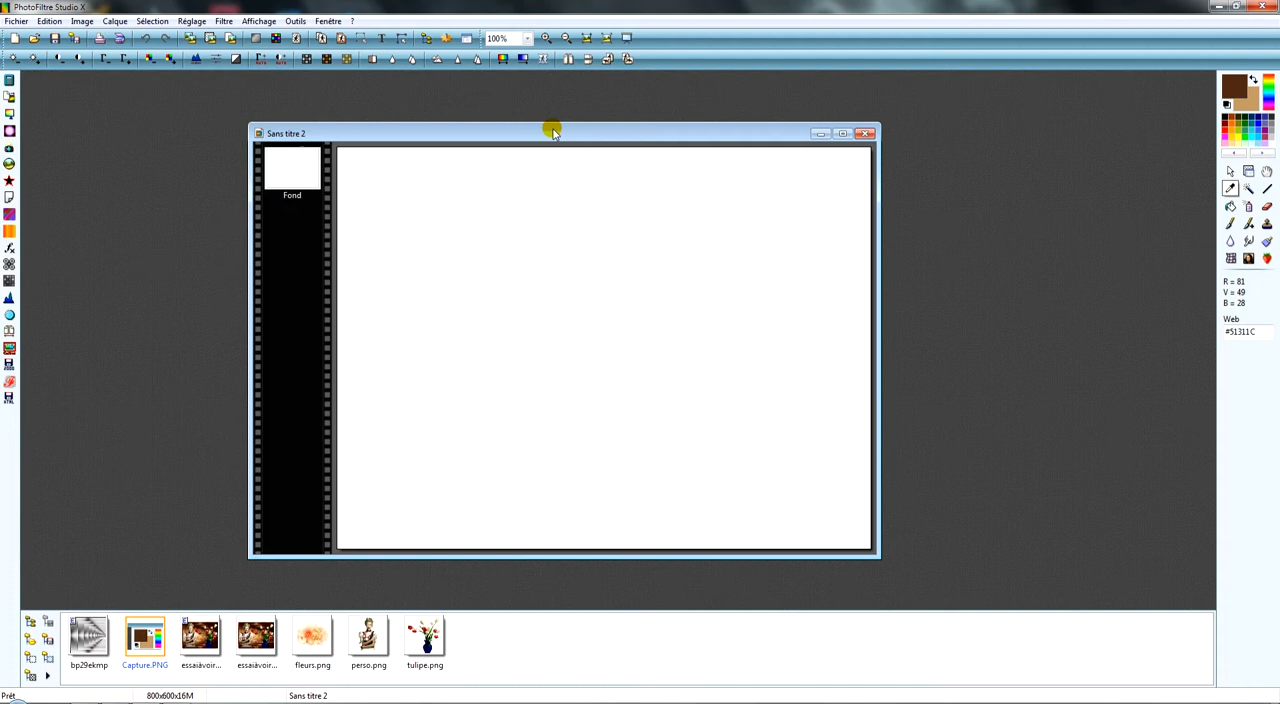 PhotoFiltre Studio X
Fichier Edition Image Calque Sélection Réglage Filtre Affichage Outils Fenêtre ?
100%
Sans titre 2
Fond
R = 81
V = 49
B = 28
Web
#51311C
bp29ekmp Capture.PNG essaiàvoir... essaiàvoir... fleurs.png perso.png tulipe.png
Prêt 800x600x16M Sans titre 2